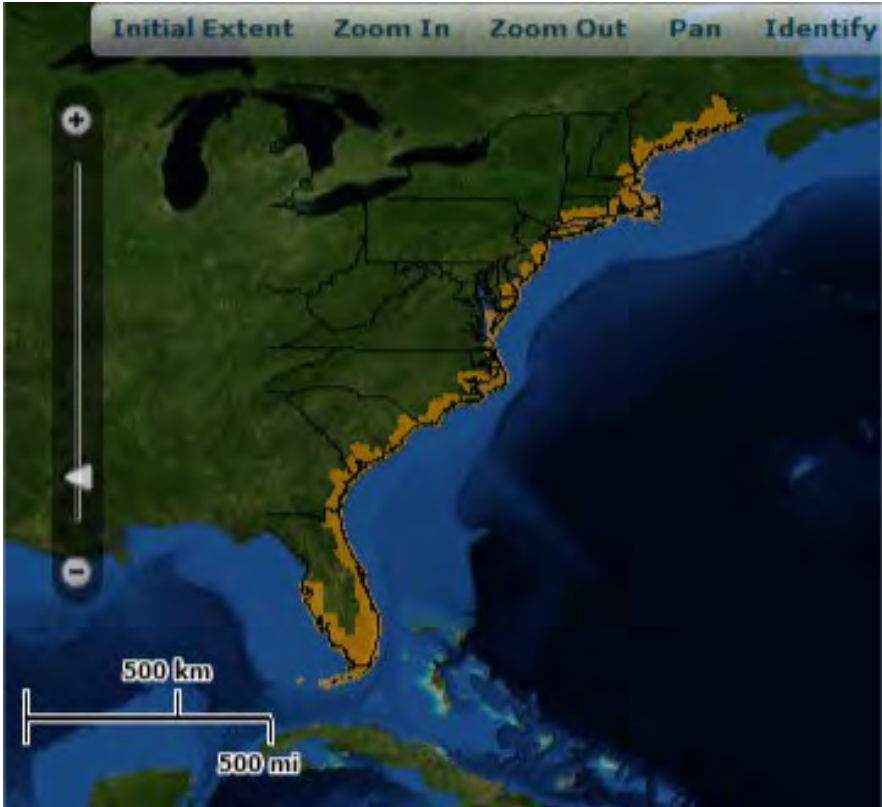 Initial Extent Zoom In Zoom Out Pan Identify
+
−
500 km
500 mi